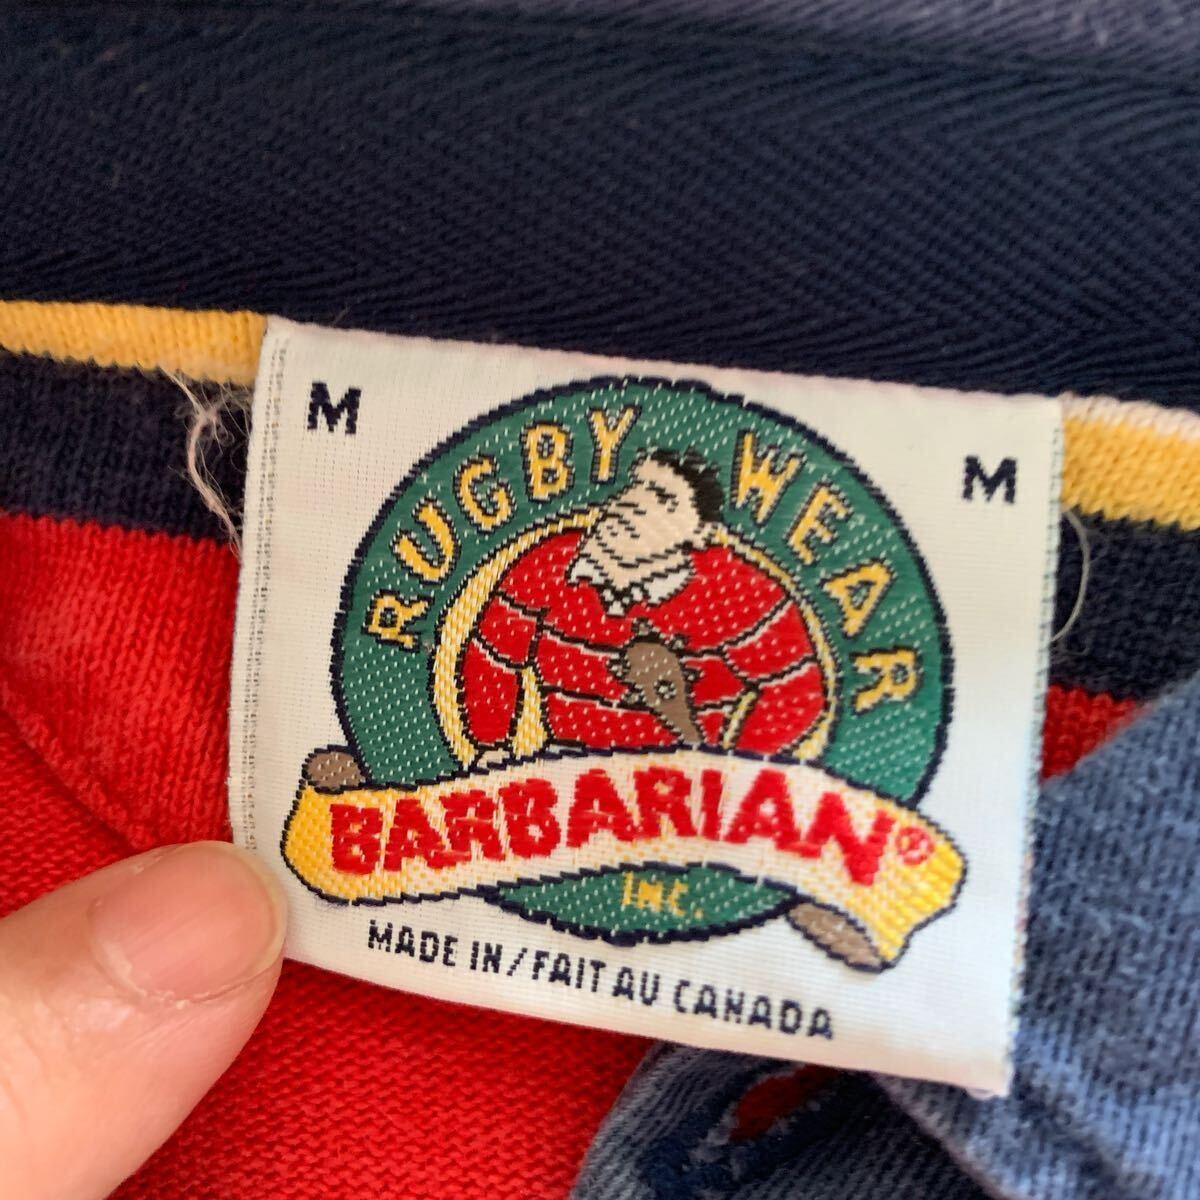 M
M
RUGBY WEAR
BARBARIAN®
INC.
MADE IN/FAIT AU CANADA